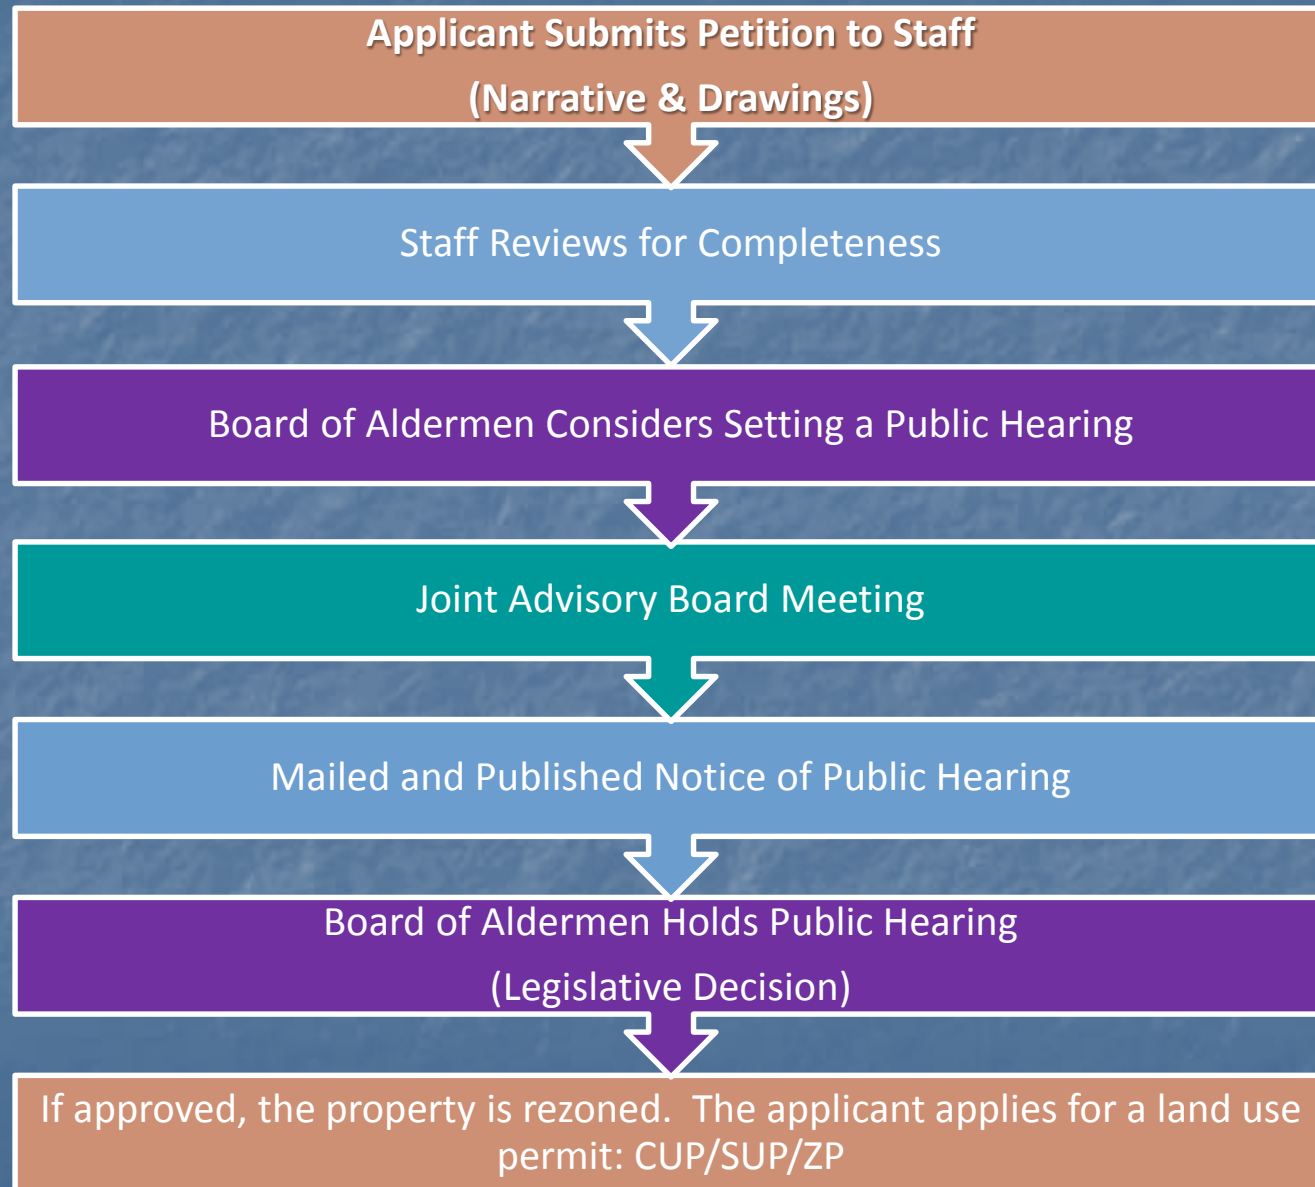 Applicant Submits Petition to Staff
(Narrative & Drawings)
Staff Reviews for Completeness
Board of Aldermen Considers Setting a Public Hearing
Joint Advisory Board Meeting
Mailed and Published Notice of Public Hearing
Board of Aldermen Holds Public Hearing
(Legislative Decision)
If approved, the property is rezoned.  The applicant applies for a land use
permit: CUP/SUP/ZP